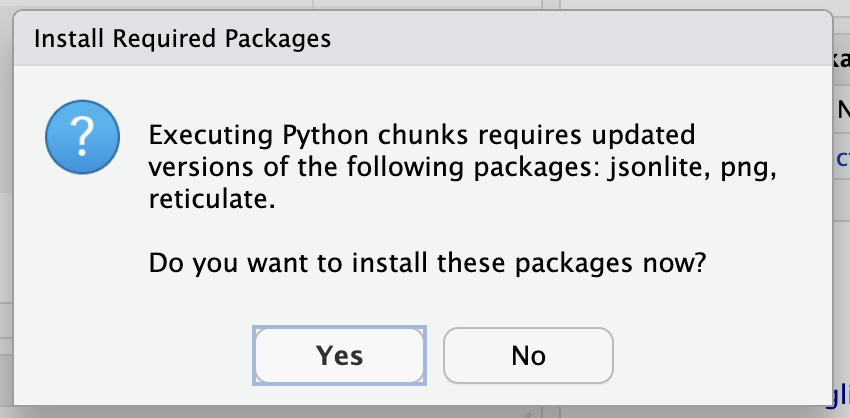 Install Required Packages
?
Executing Python chunks requires updated
versions of the following packages: jsonlite, png,
reticulate.
Do you want to install these packages now?
Yes
No